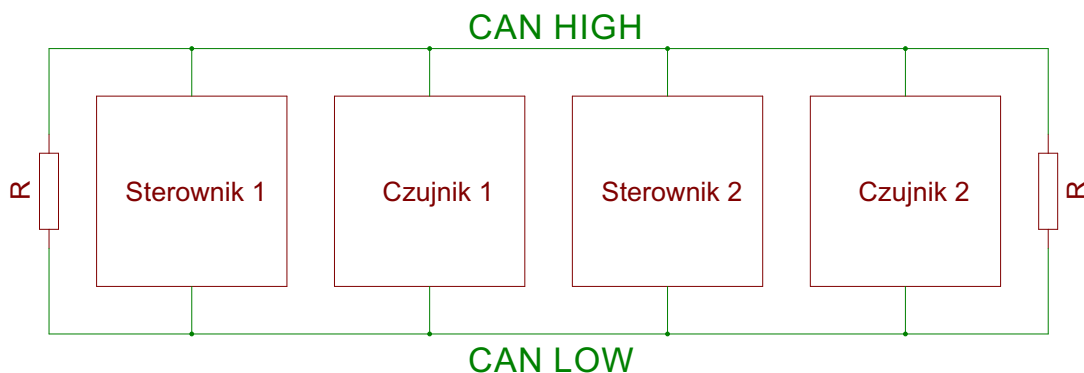 CAN HIGH
R
Sterownik 1
Czujnik 1
Sterownik 2
Czujnik 2
R
CAN LOW